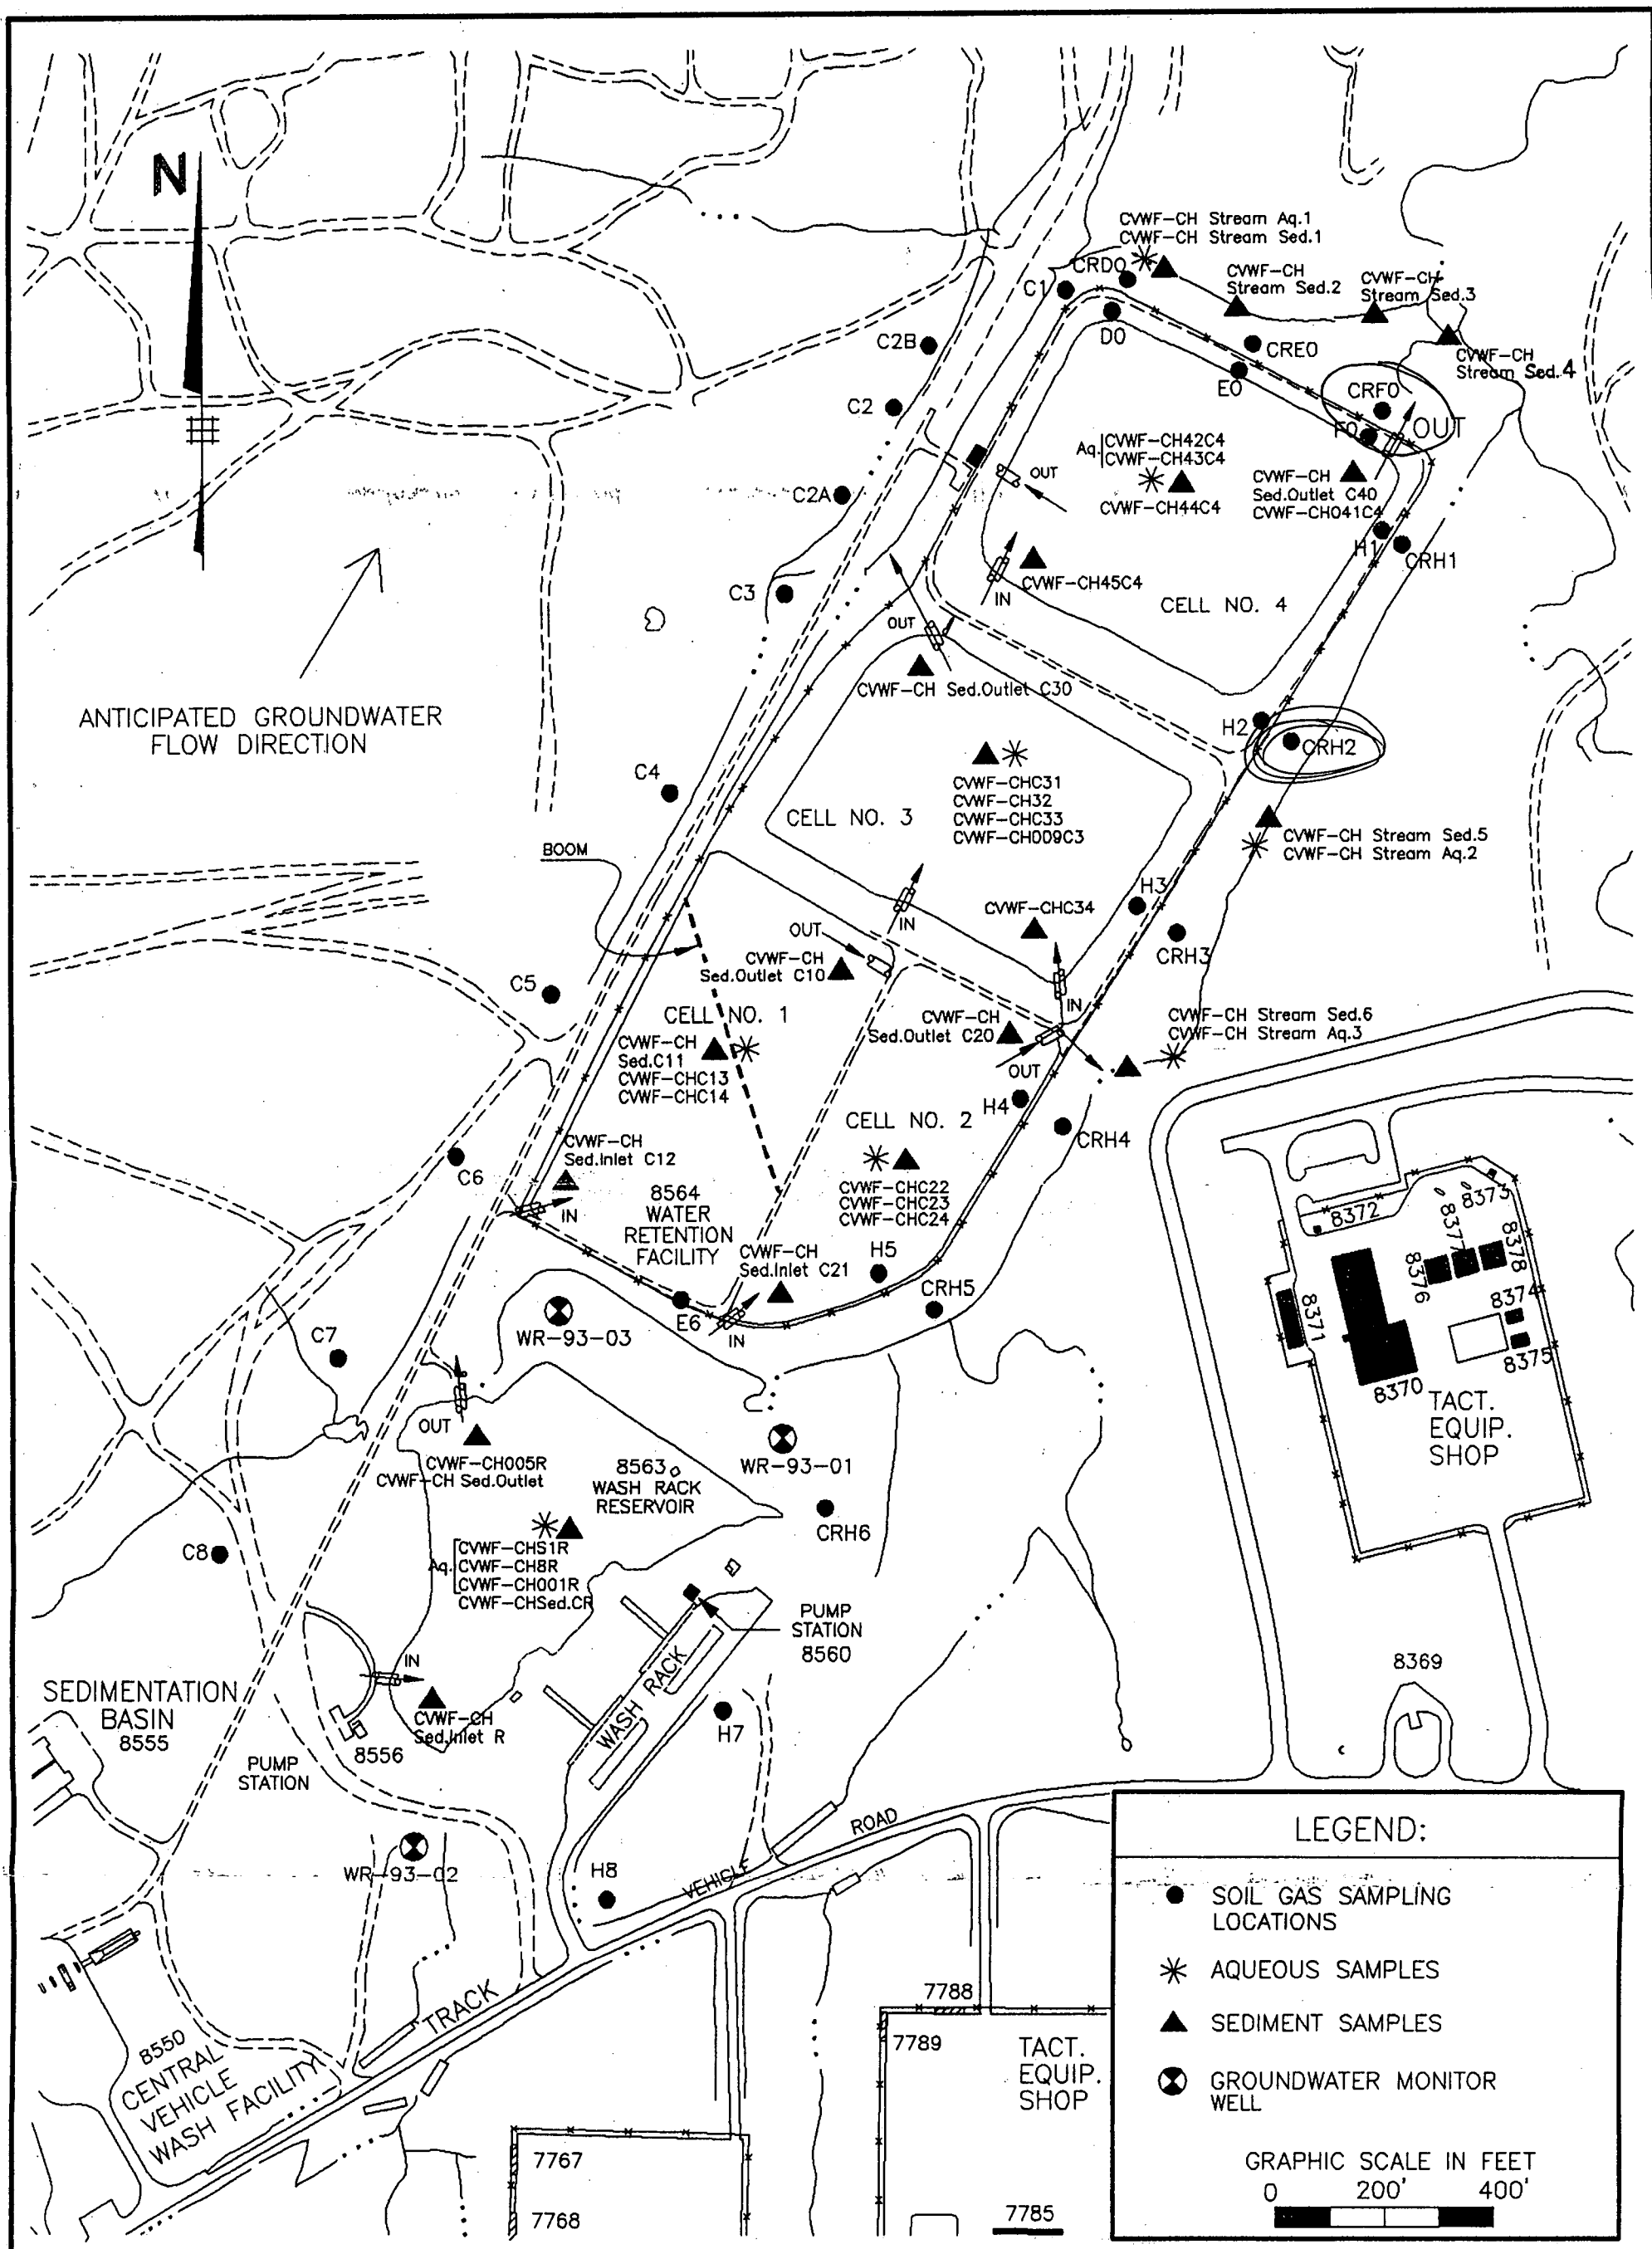 N
CVWF-CH Stream Aq.1
CVWF-CH Stream Sed.1
CRD0
C1
D0
CVWF-CH
Stream Sed.2
CVWF-CH
Stream Sed.3
C2B
CRE0
E0
CVWF-CH
Stream Sed.4
C2
CRF0
F0
OUT
Aq.
CVWF-CH42C4
CVWF-CH43C4
CVWF-CH44C4
OUT
CVWF-CH
Sed.Outlet C40
CVWF-CH041C4
C2A
H1
CRH1
C3
CVWF-CH45C4
IN
CELL NO. 4
OUT
CVWF-CH Sed.Outlet C30
ANTICIPATED GROUNDWATER
FLOW DIRECTION
H2
CRH2
C4
CVWF-CHC31
CVWF-CH32
CVWF-CHC33
CVWF-CH009C3
CELL NO. 3
BOOM
CVWF-CH Stream Sed.5
CVWF-CH Stream Aq.2
H3
CVWF-CHC34
IN
OUT
CRH3
CVWF-CH
Sed.Outlet C10
C5
IN
CELL NO. 1
CVWF-CH
Sed.Outlet C20
CVWF-CH Stream Sed.6
CVWF-CH Stream Aq.3
CVWF-CH
Sed.C11
CVWF-CHC13
CVWF-CHC14
OUT
H4
CELL NO. 2
CRH4
CVWF-CH
Sed.Inlet C12
C6
IN
8564
WATER
RETENTION
FACILITY
CVWF-CHC22
CVWF-CHC23
CVWF-CHC24
CVWF-CH
Sed.Inlet C21
H5
CRH5
E6
IN
WR-93-03
C7
8372
8373
8377
8378
8376
8374
8371
8375
8370
TACT.
EQUIP.
SHOP
OUT
CVWF-CH005R
CVWF-CH Sed.Outlet
WR-93-01
8563
WASH RACK
RESERVOIR
CRH6
C8
Aq.
CVWF-CHS1R
CVWF-CH8R
CVWF-CH001R
CVWF-CHSed.CR
PUMP
STATION
8560
IN
WASH RACK
8369
SEDIMENTATION
BASIN
8555
CVWF-CH
Sed.Inlet R
H7
8556
PUMP
STATION
WR-93-02
H8
TRACK
VEHICLE
ROAD
8550
CENTRAL
VEHICLE
WASH FACILITY
7788
7789
TACT.
EQUIP.
SHOP
7767
7768
7785
LEGEND:
SOIL GAS SAMPLING
LOCATIONS
AQUEOUS SAMPLES
SEDIMENT SAMPLES
GROUNDWATER MONITOR
WELL
GRAPHIC SCALE IN FEET
0 200' 400'